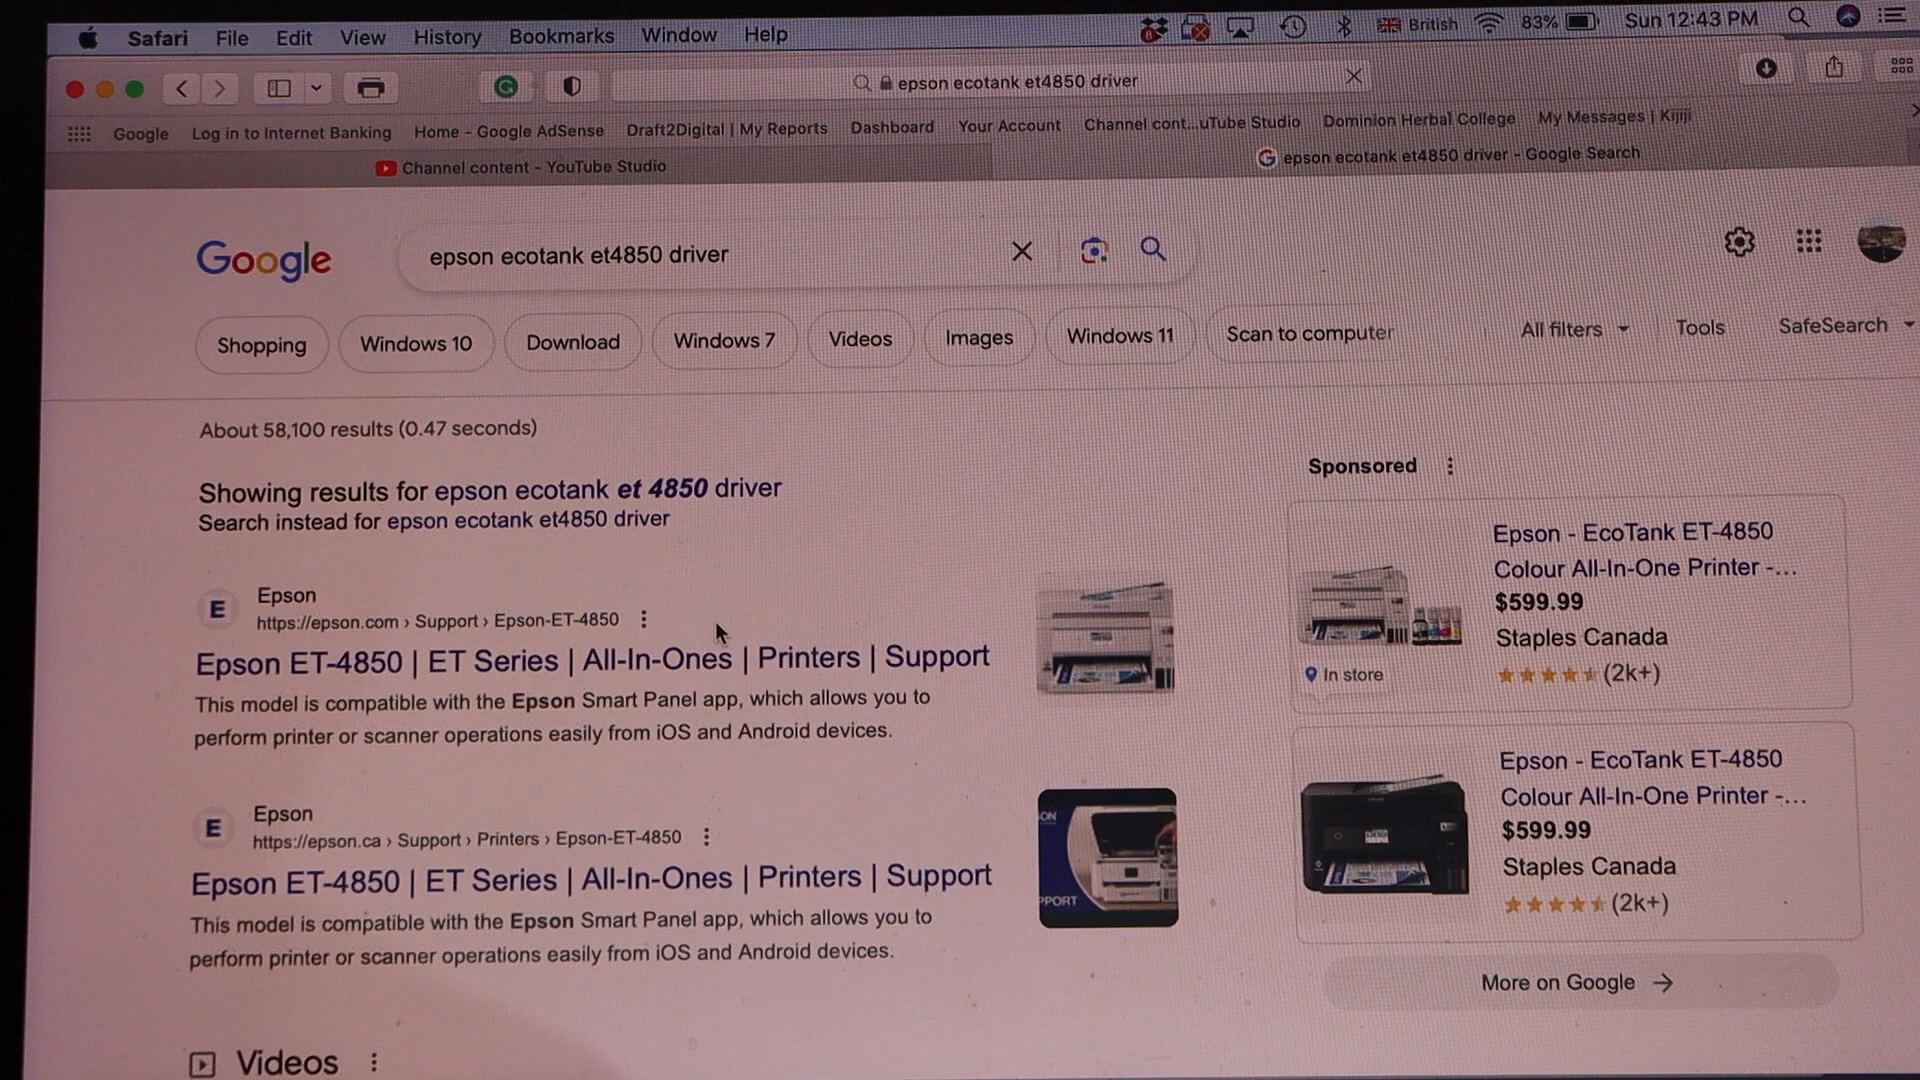 Safari File Edit View History Bookmarks Window Help British 83% Sun 12:43 PM
epson ecotank et4850 driver
Google Log in to Internet Banking Home - Google AdSense Draft2Digital | My Reports Dashboard Your Account Channel cont...uTube Studio Dominion Herbal College My Messages | Kijiji
Channel content - YouTube Studio G epson ecotank et4850 driver - Google Search
Google epson ecotank et4850 driver
Shopping Windows 10 Download Windows 7 Videos Images Windows 11 Scan to computer All filters Tools SafeSearch
About 58,100 results (0.47 seconds)
Showing results for epson ecotank et 4850 driver
Search instead for epson ecotank et4850 driver
E Epson
https://epson.com › Support › Epson-ET-4850
Epson ET-4850 | ET Series | All-In-Ones | Printers | Support
This model is compatible with the Epson Smart Panel app, which allows you to
perform printer or scanner operations easily from iOS and Android devices.
E Epson
https://epson.ca › Support › Printers › Epson-ET-4850
Epson ET-4850 | ET Series | All-In-Ones | Printers | Support
This model is compatible with the Epson Smart Panel app, which allows you to
perform printer or scanner operations easily from iOS and Android devices.
ON
PPORT
Videos
Sponsored
Epson - EcoTank ET-4850
Colour All-In-One Printer -...
$599.99
Staples Canada
In store
(2k+)
Epson - EcoTank ET-4850
Colour All-In-One Printer -...
$599.99
Staples Canada
(2k+)
More on Google →